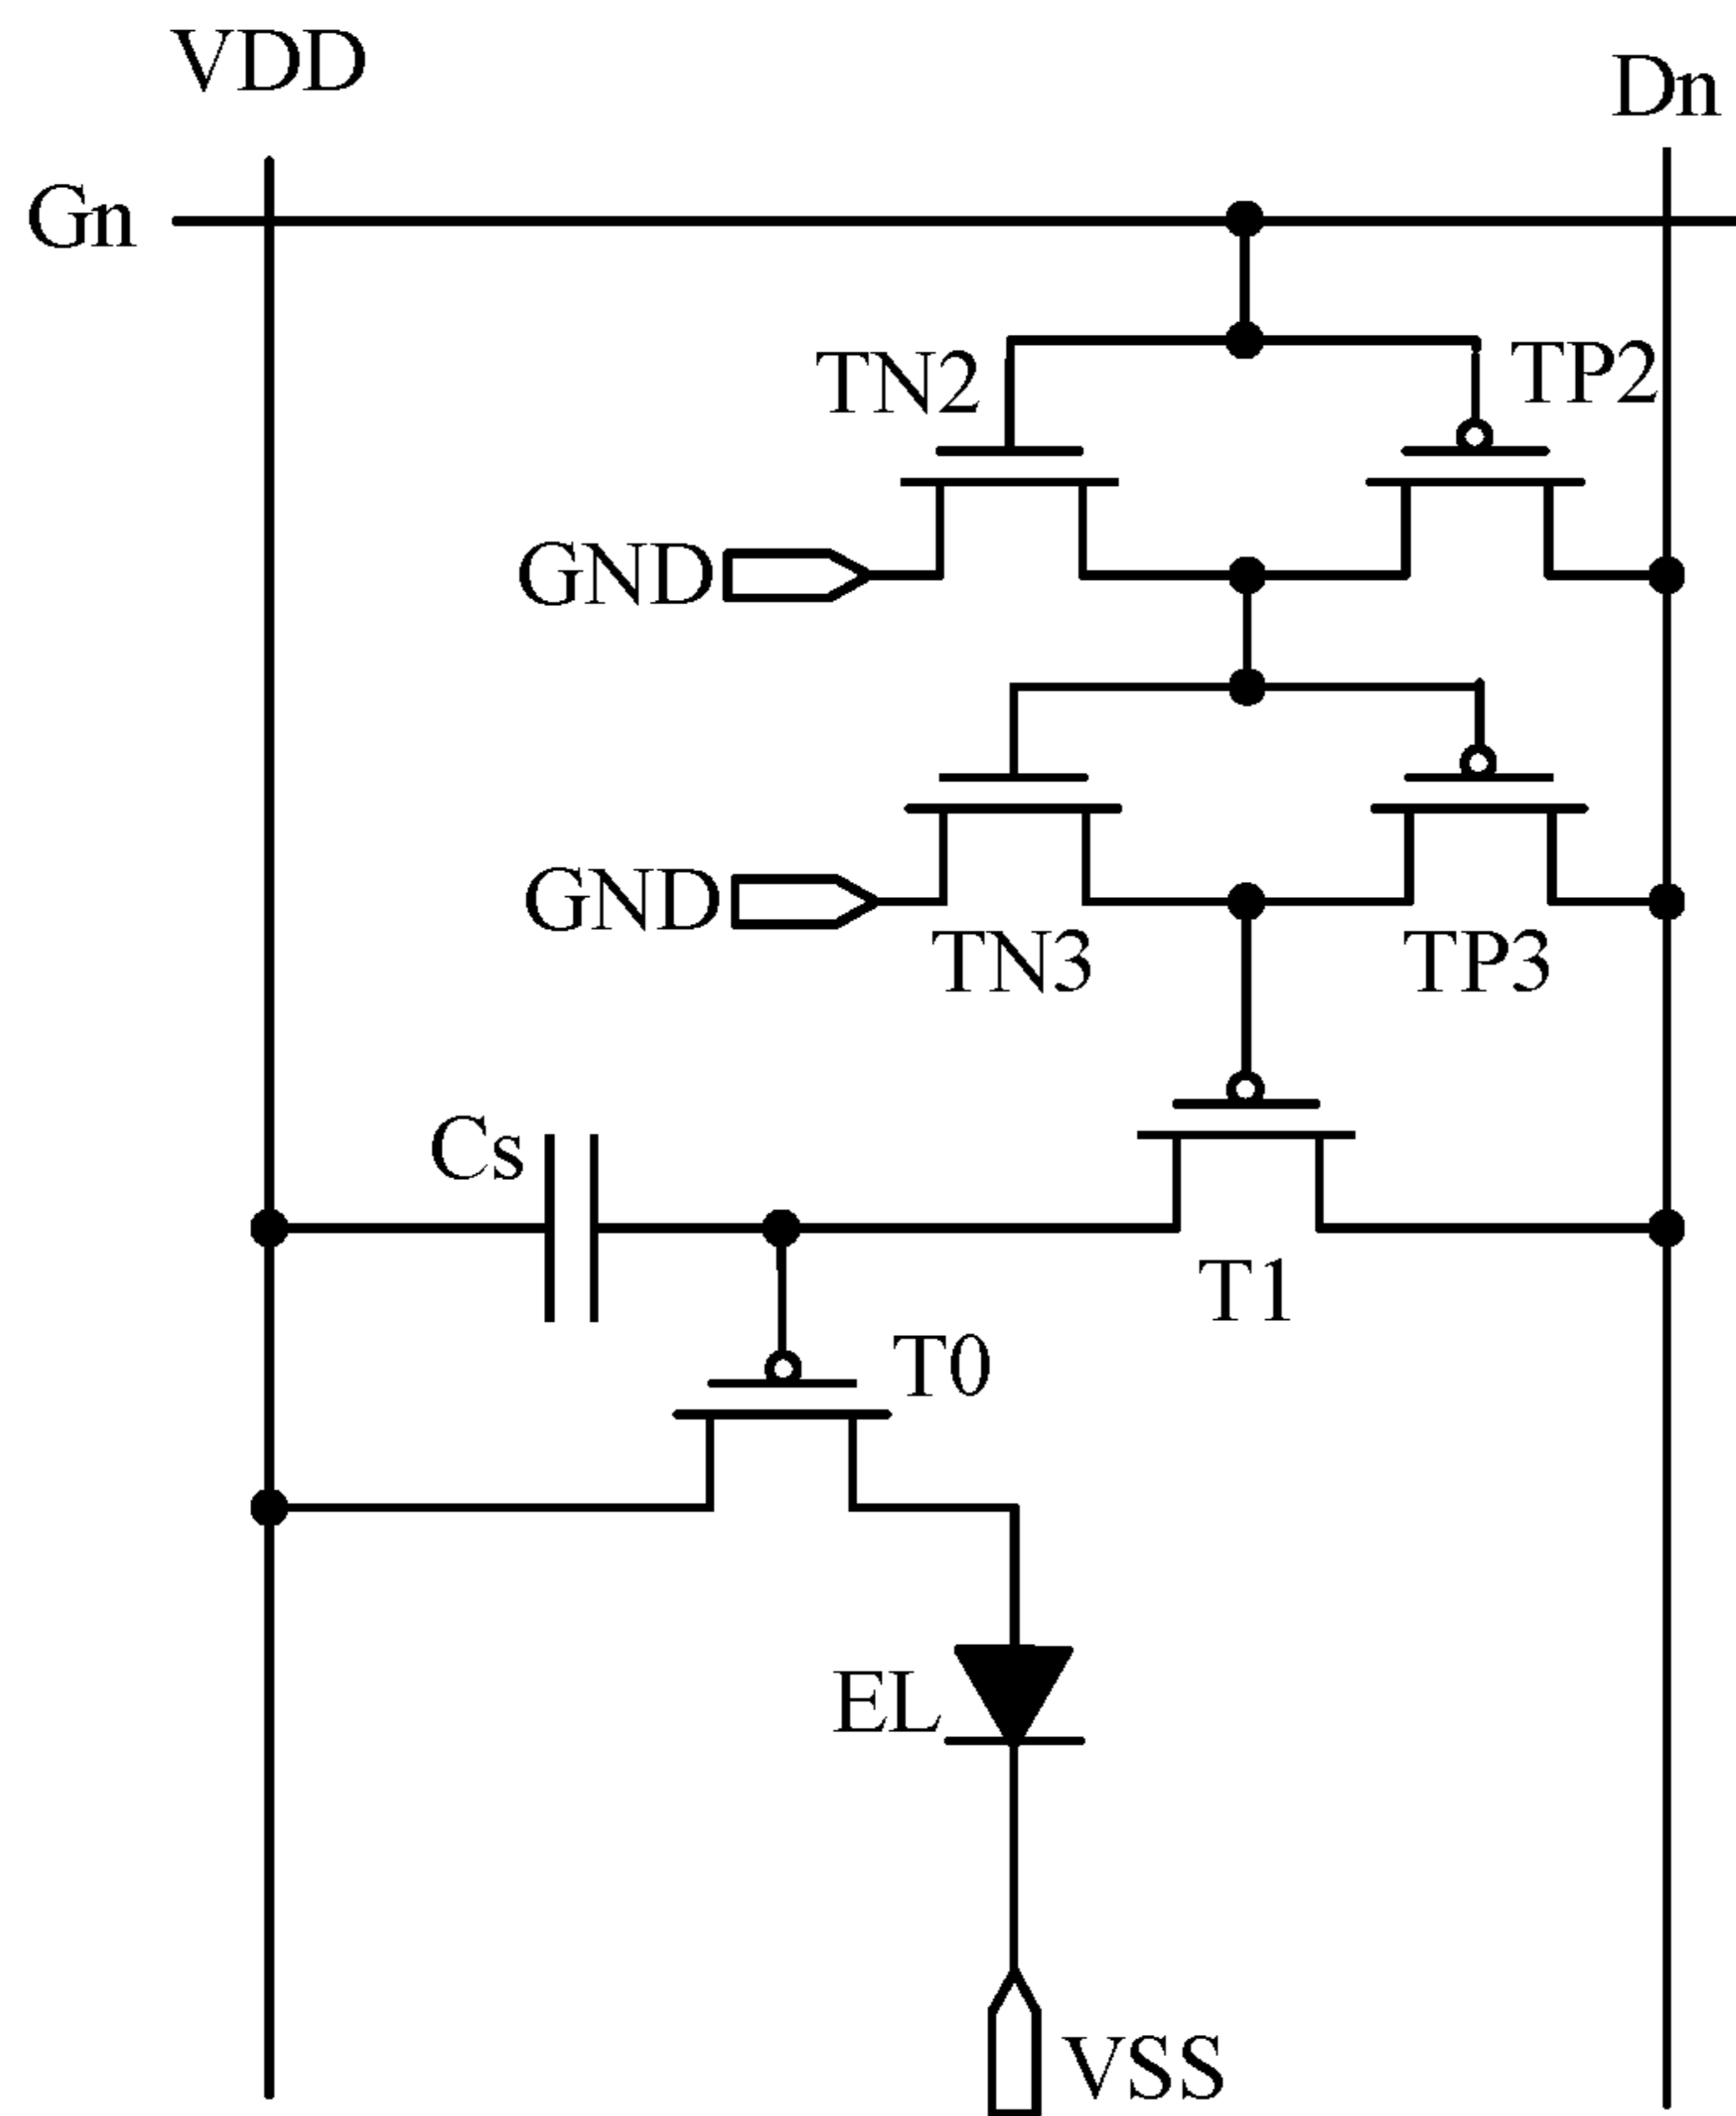 VDD
Dn
Gn
TN2
TP2
GND
GND
TN3
TP3
Cs
T1
T0
EL
VSS